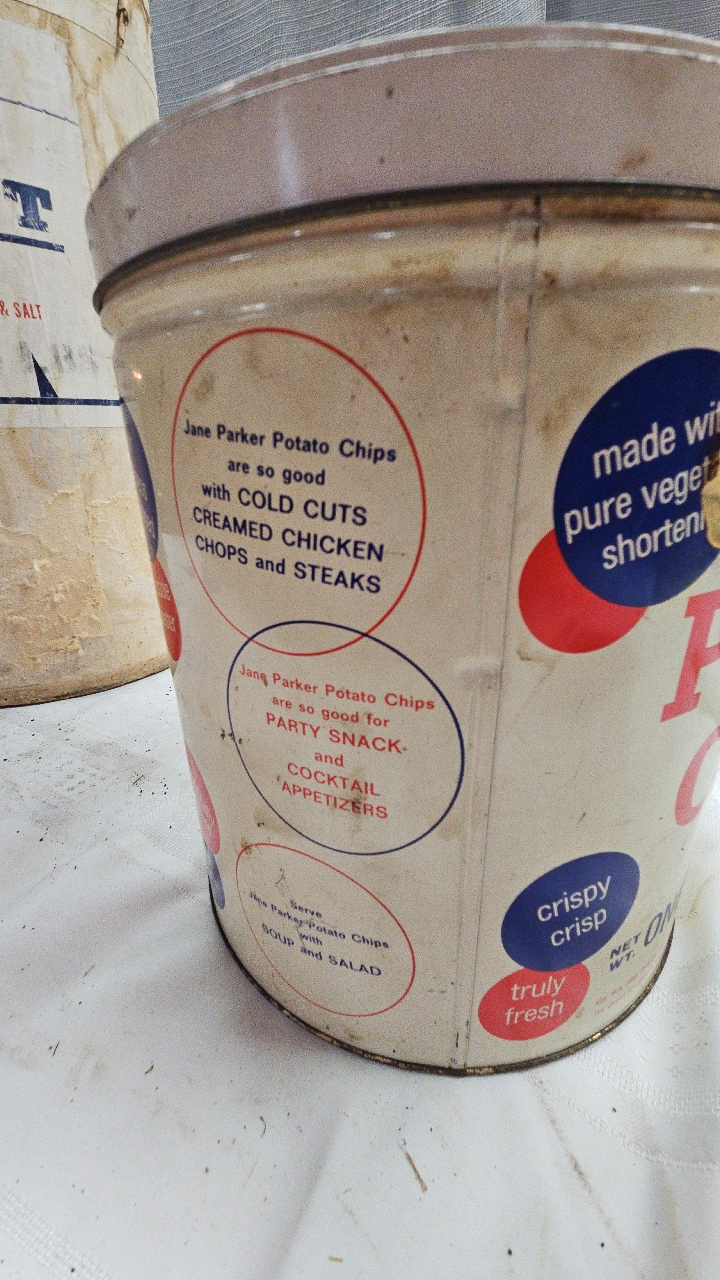 T
& SALT
Jane Parker Potato Chips
are so good
with COLD CUTS
CREAMED CHICKEN
CHOPS and STEAKS
Jane Parker Potato Chips
are so good for
PARTY SNACK
and
COCKTAIL
APPETIZERS
Serve
Jane Parker Potato Chips
with
SOUP and SALAD
made
pure
crispy
crisp
truly
fresh
NET
WT.